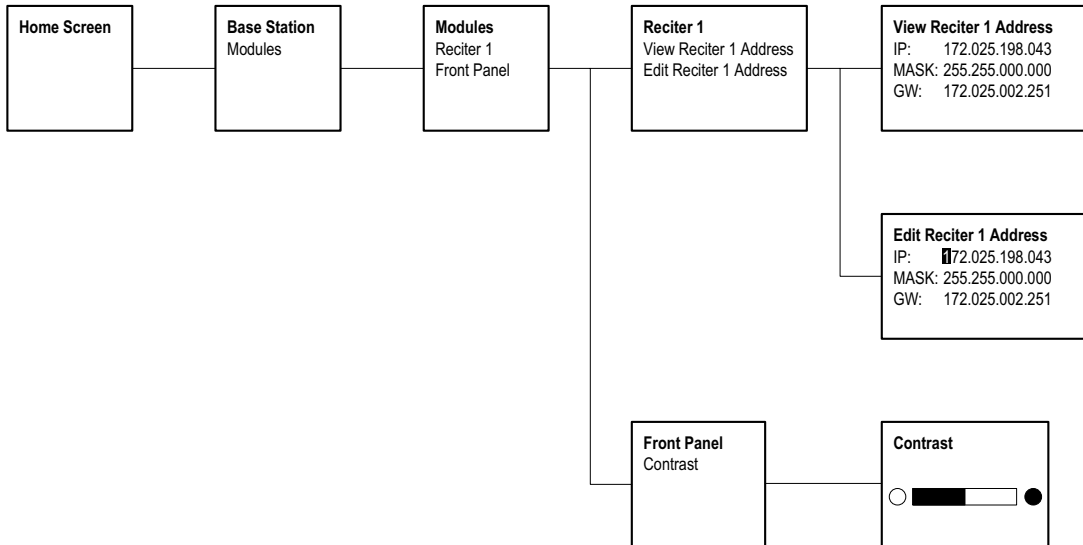 Home Screen
Base Station
Modules
Modules
Reciter 1
Front Panel
Reciter 1
View Reciter 1 Address
Edit Reciter 1 Address
View Reciter 1 Address
IP: 172.025.198.043
MASK: 255.255.000.000
GW: 172.025.002.251
Edit Reciter 1 Address
IP: 172.025.198.043
MASK: 255.255.000.000
GW: 172.025.002.251
Front Panel
Contrast
Contrast